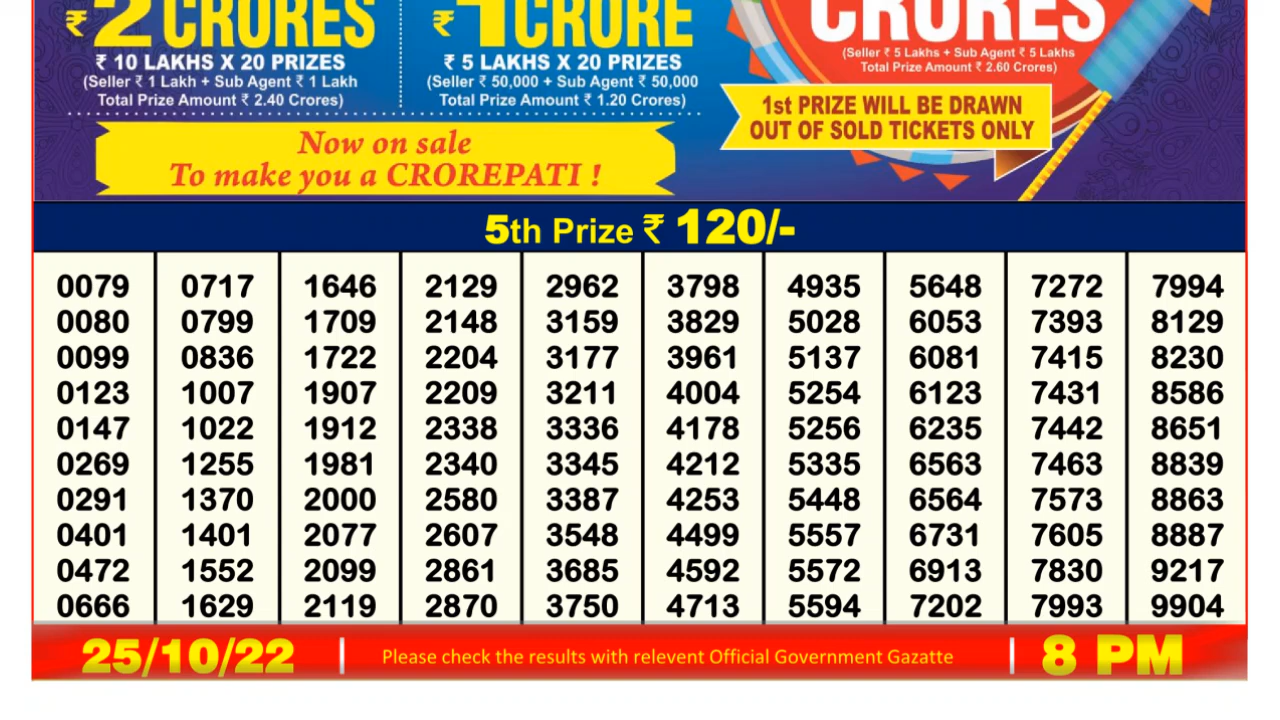 ₹ 2 CRORES
₹ 10 LAKHS X 20 PRIZES
(Seller ₹ 1 Lakh + Sub Agent ₹ 1 Lakh
Total Prize Amount ₹ 2.40 Crores)
₹ 1 CRORE
₹ 5 LAKHS X 20 PRIZES
(Seller ₹ 50,000 + Sub Agent ₹ 50,000
Total Prize Amount ₹ 1.20 Crores)
CRORES
(Seller ₹ 5 Lakhs + Sub Agent ₹ 5 Lakhs
Total Prize Amount ₹ 2.60 Crores)
1st PRIZE WILL BE DRAWN
OUT OF SOLD TICKETS ONLY
Now on sale
To make you a CROREPATI !
5th Prize ₹ 120/-
0079 0717 1646 2129 2962 3798 4935 5648 7272 7994
0080 0799 1709 2148 3159 3829 5028 6053 7393 8129
0099 0836 1722 2204 3177 3961 5137 6081 7415 8230
0123 1007 1907 2209 3211 4004 5254 6123 7431 8586
0147 1022 1912 2338 3336 4178 5256 6235 7442 8651
0269 1255 1981 2340 3345 4212 5335 6563 7463 8839
0291 1370 2000 2580 3387 4253 5448 6564 7573 8863
0401 1401 2077 2607 3548 4499 5557 6731 7605 8887
0472 1552 2099 2861 3685 4592 5572 6913 7830 9217
0666 1629 2119 2870 3750 4713 5594 7202 7993 9904
25/10/22 | Please check the results with relevent Official Government Gazatte | 8 PM